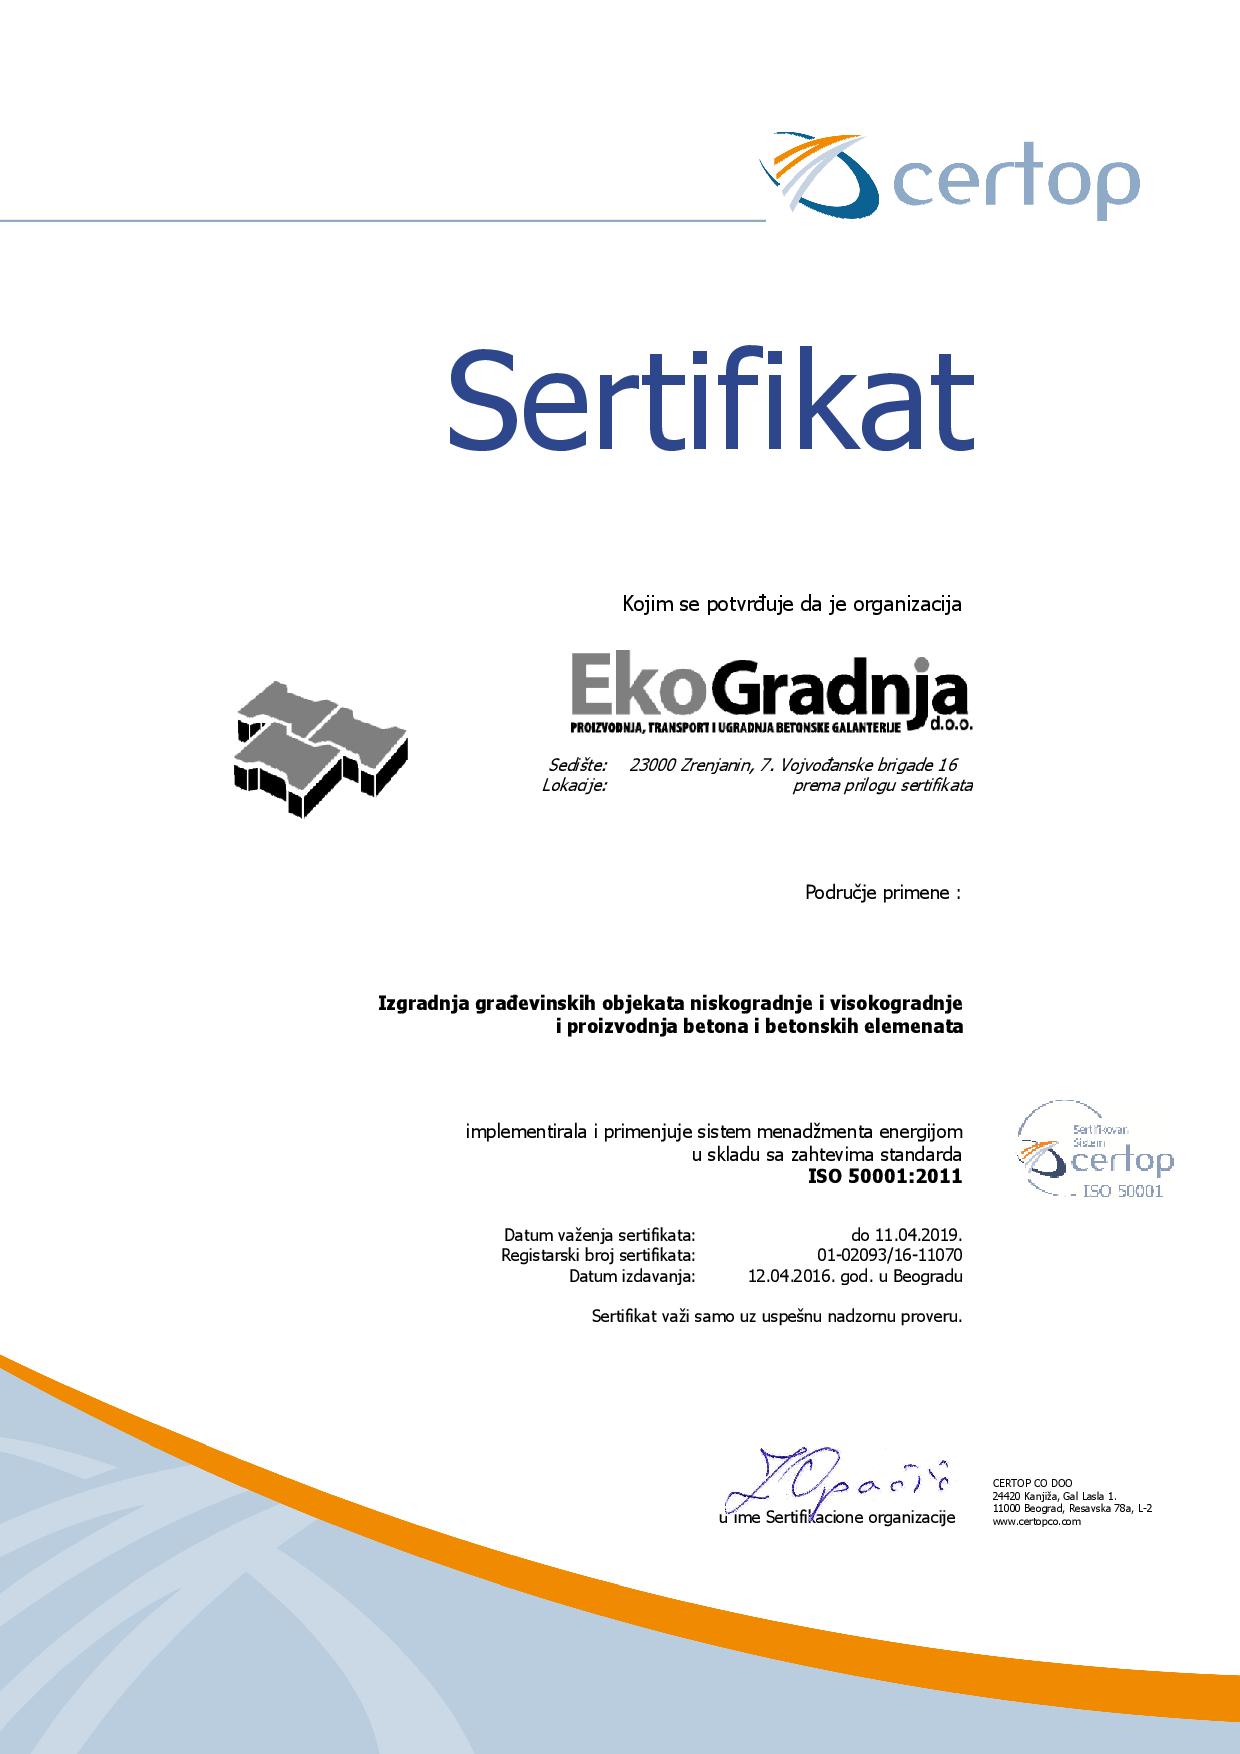 certop
Sertifikat
Kojim se potvrđuje da je organizacija
EkoGradnja
d.o.o.
PROIZVODNJA, TRANSPORT I UGRADNJA BETONSKE GALANTERIJE
Sedište: 23000 Zrenjanin, 7. Vojvođanske brigade 16
Lokacije: prema prilogu sertifikata
Područje primene :
Izgradnja građevinskih objekata niskogradnje i visokogradnje
i proizvodnja betona i betonskih elemenata
implementirala i primenjuje sistem menadžmenta energijom
u skladu sa zahtevima standarda
ISO 50001:2011
Sertifikovan
Sistem
certop
ISO 50001
Datum važenja sertifikata: do 11.04.2019.
Registarski broj sertifikata: 01-02093/16-11070
Datum izdavanja: 12.04.2016. god. u Beogradu
Sertifikat važi samo uz uspešnu nadzornu proveru.
ZOpačić
u ime Sertifikacione organizacije
CERTOP CO DOO
24420 Kanjiža, Gal Lasla 1.
11000 Beograd, Resavska 78a, L-2
www.certopco.com